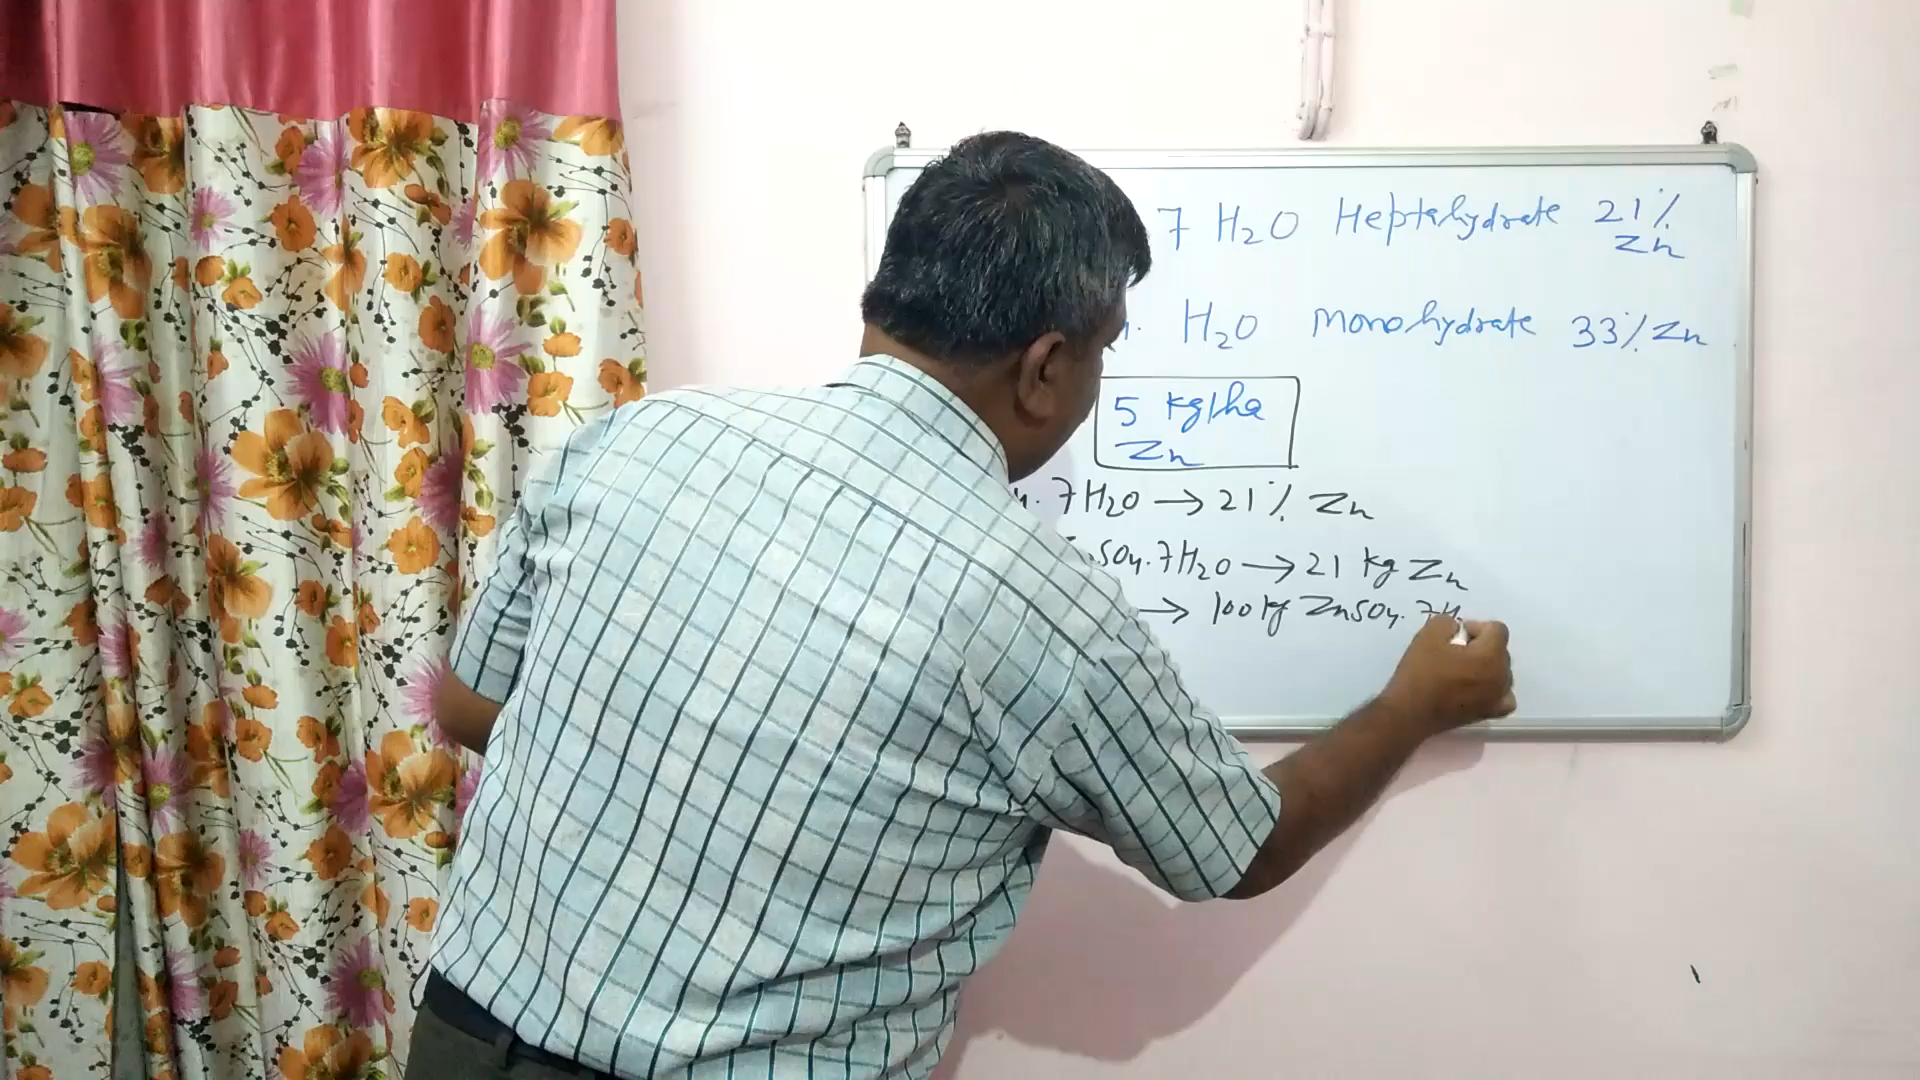 7 H2O Heptahydrate 21%
Zn
H2O Monohydrate 33% Zn
5 kg/ha
Zn
. 7H2O → 21% Zn
SO4. 7H2O → 21 kg Zn
→ 100 kg ZnSO4. 7H